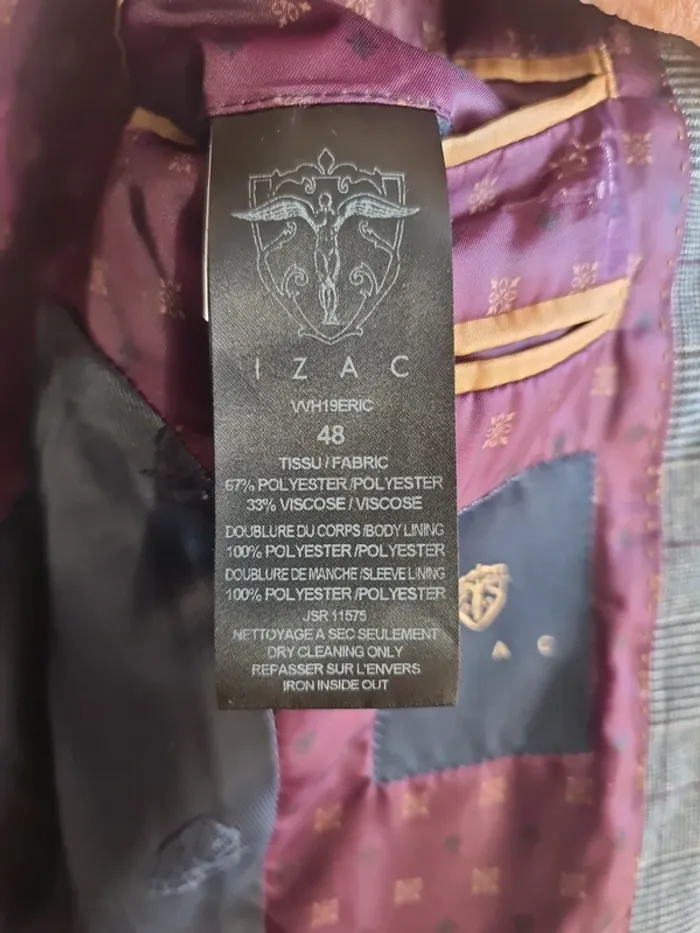 IZAC
VVH19ERIC
48
TISSU / FABRIC
67% POLYESTER /POLYESTER
33% VISCOSE / VISCOSE
DOUBLURE DU CORPS /BODY LINING
100% POLYESTER /POLYESTER
DOUBLURE DE MANCHE /SLEEVE LINING
100% POLYESTER /POLYESTER
JSR 11575
NETTOYAGE A SEC SEULEMENT
DRY CLEANING ONLY
REPASSER SUR L'ENVERS
IRON INSIDE OUT
A C